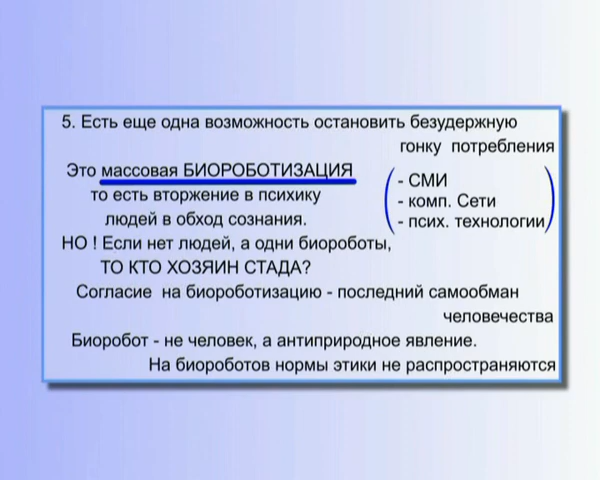 5. Есть еще одна возможность остановить безудержную
гонку потребления
Это массовая БИОРОБОТИЗАЦИЯ
то есть вторжение в психику
людей в обход сознания.
- СМИ
- комп. Сети
- псих. технологии
НО ! Если нет людей, а одни биороботы,
ТО КТО ХОЗЯИН СТАДА?
Согласие на биороботизацию - последний самообман
человечества
Биоробот - не человек, а антиприродное явление.
На биороботов нормы этики не распространяются